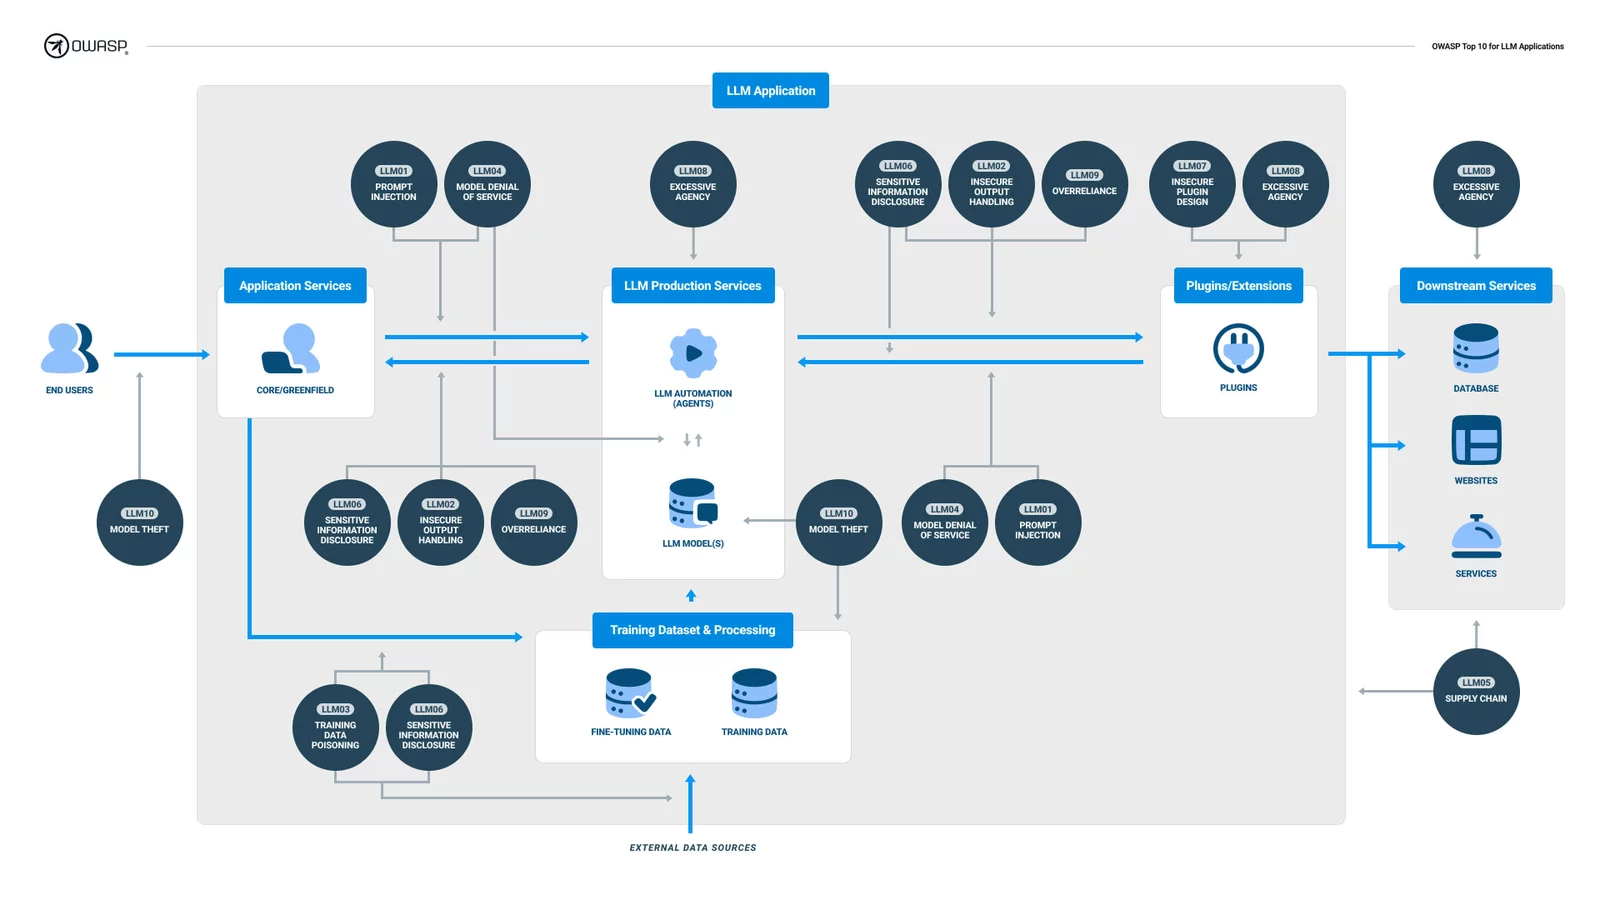 OWASP
OWASP Top 10 for LLM Applications
LLM Application
LLM01
PROMPT
INJECTION
LLM04
MODEL DENIAL
OF SERVICE
LLM08
EXCESSIVE
AGENCY
LLM06
SENSITIVE
INFORMATION
DISCLOSURE
LLM02
INSECURE
OUTPUT
HANDLING
LLM09
OVERRELIANCE
LLM07
INSECURE
PLUGIN
DESIGN
LLM08
EXCESSIVE
AGENCY
LLM08
EXCESSIVE
AGENCY
Application Services
LLM Production Services
Plugins/Extensions
Downstream Services
END USERS
CORE/GREENFIELD
LLM AUTOMATION
(AGENTS)
PLUGINS
DATABASE
WEBSITES
SERVICES
LLM10
MODEL THEFT
LLM06
SENSITIVE
INFORMATION
DISCLOSURE
LLM02
INSECURE
OUTPUT
HANDLING
LLM09
OVERRELIANCE
LLM MODEL(S)
LLM10
MODEL THEFT
LLM04
MODEL DENIAL
OF SERVICE
LLM01
PROMPT
INJECTION
Training Dataset & Processing
FINE-TUNING DATA
TRAINING DATA
LLM03
TRAINING
DATA
POISONING
LLM06
SENSITIVE
INFORMATION
DISCLOSURE
LLM05
SUPPLY CHAIN
EXTERNAL DATA SOURCES